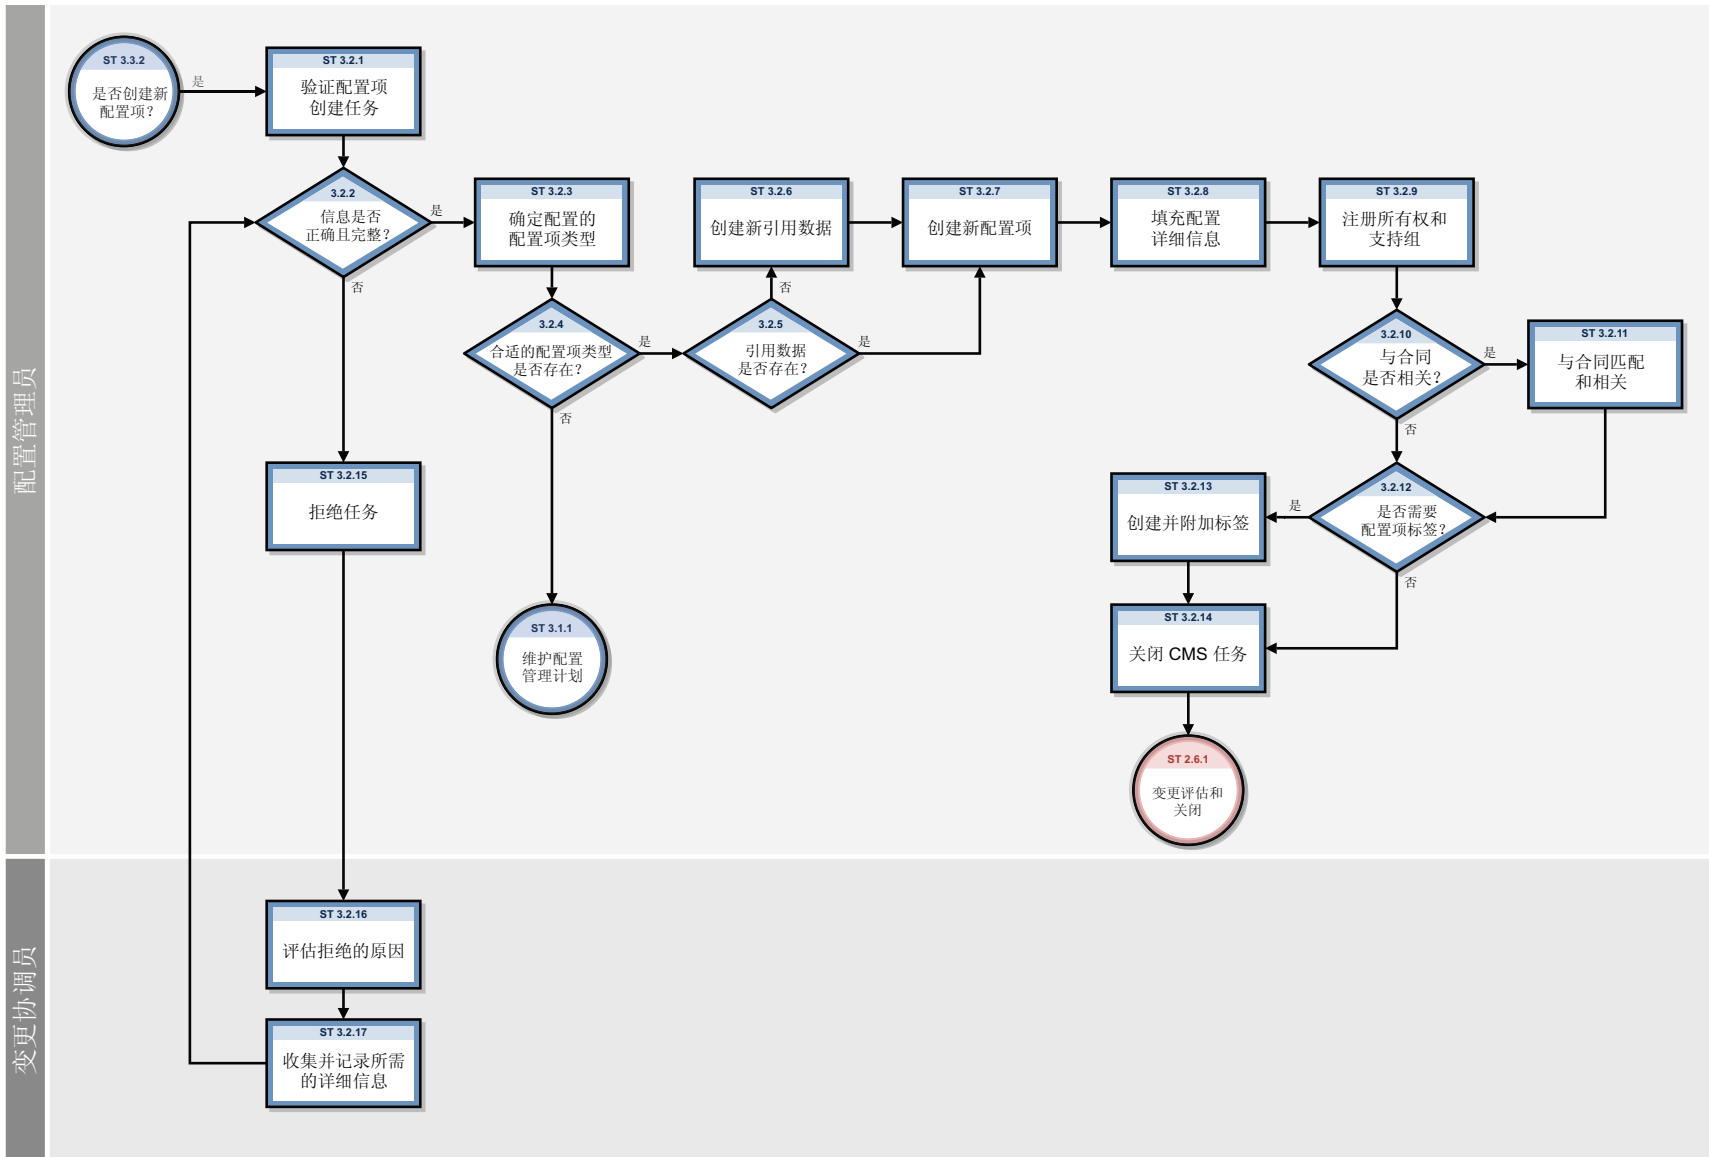 配置管理员
ST 3.3.2
是否创建新
配置项？
是
ST 3.2.1
验证配置项
创建任务
3.2.2
信息是否
正确且完整？
是
否
ST 3.2.3
确定配置的
配置项类型
3.2.4
合适的配置项类型
是否存在？
是
否
3.2.5
引用数据
是否存在？
否
是
ST 3.2.6
创建新引用数据
ST 3.2.7
创建新配置项
ST 3.2.8
填充配置
详细信息
ST 3.2.9
注册所有权和
支持组
3.2.10
与合同
是否相关？
是
否
ST 3.2.11
与合同匹配
和相关
3.2.12
是否需要
配置项标签？
是
否
ST 3.2.13
创建并附加标签
ST 3.2.14
关闭 CMS 任务
ST 2.6.1
变更评估和
关闭
ST 3.1.1
维护配置
管理计划
ST 3.2.15
拒绝任务
变更协调员
ST 3.2.16
评估拒绝的原因
ST 3.2.17
收集并记录所需
的详细信息